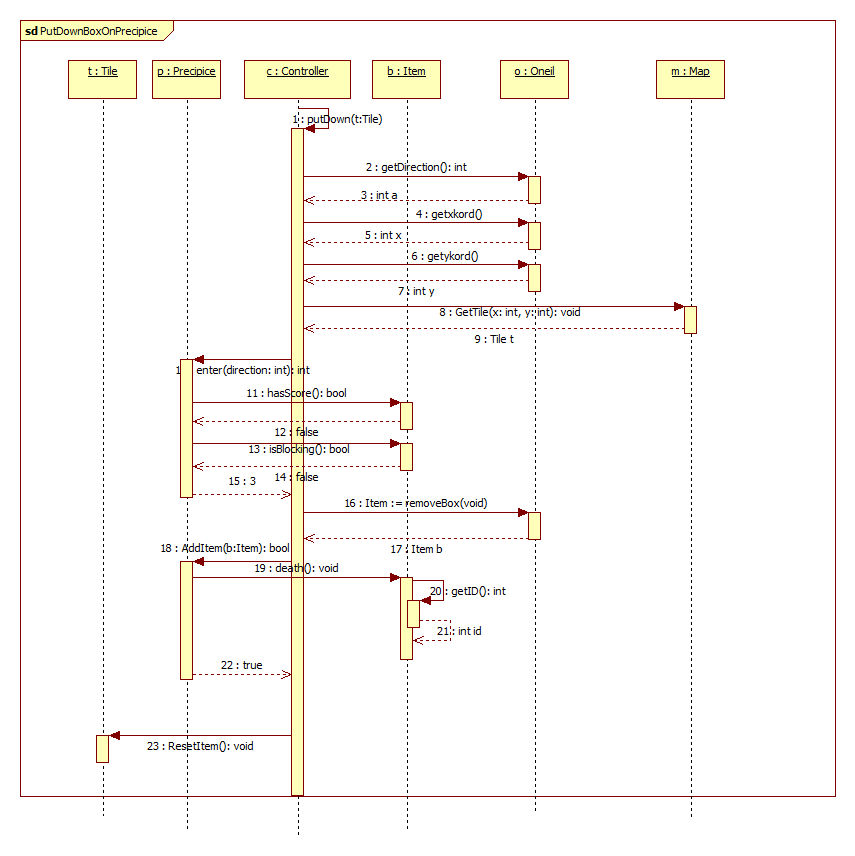 sd PutDownBoxOnPrecipice
t : Tile
p : Precipice
c : Controller
b : Item
o : Oneil
m : Map
1 : putDown(t:Tile)
2 : getDirection(): int
3 : int a
4 : getxkord()
5 : int x
6 : getykord()
7 : int y
8 : GetTile(x: int, y: int): void
9 : Tile t
1 enter(direction: int): int
11 : hasScore(): bool
12 : false
13 : isBlocking(): bool
14 : false
15 : 3
16 : Item := removeBox(void)
17 : Item b
18 : AddItem(b:Item): bool
19 : death(): void
20 : getID(): int
21 : int id
22 : true
23 : ResetItem(): void